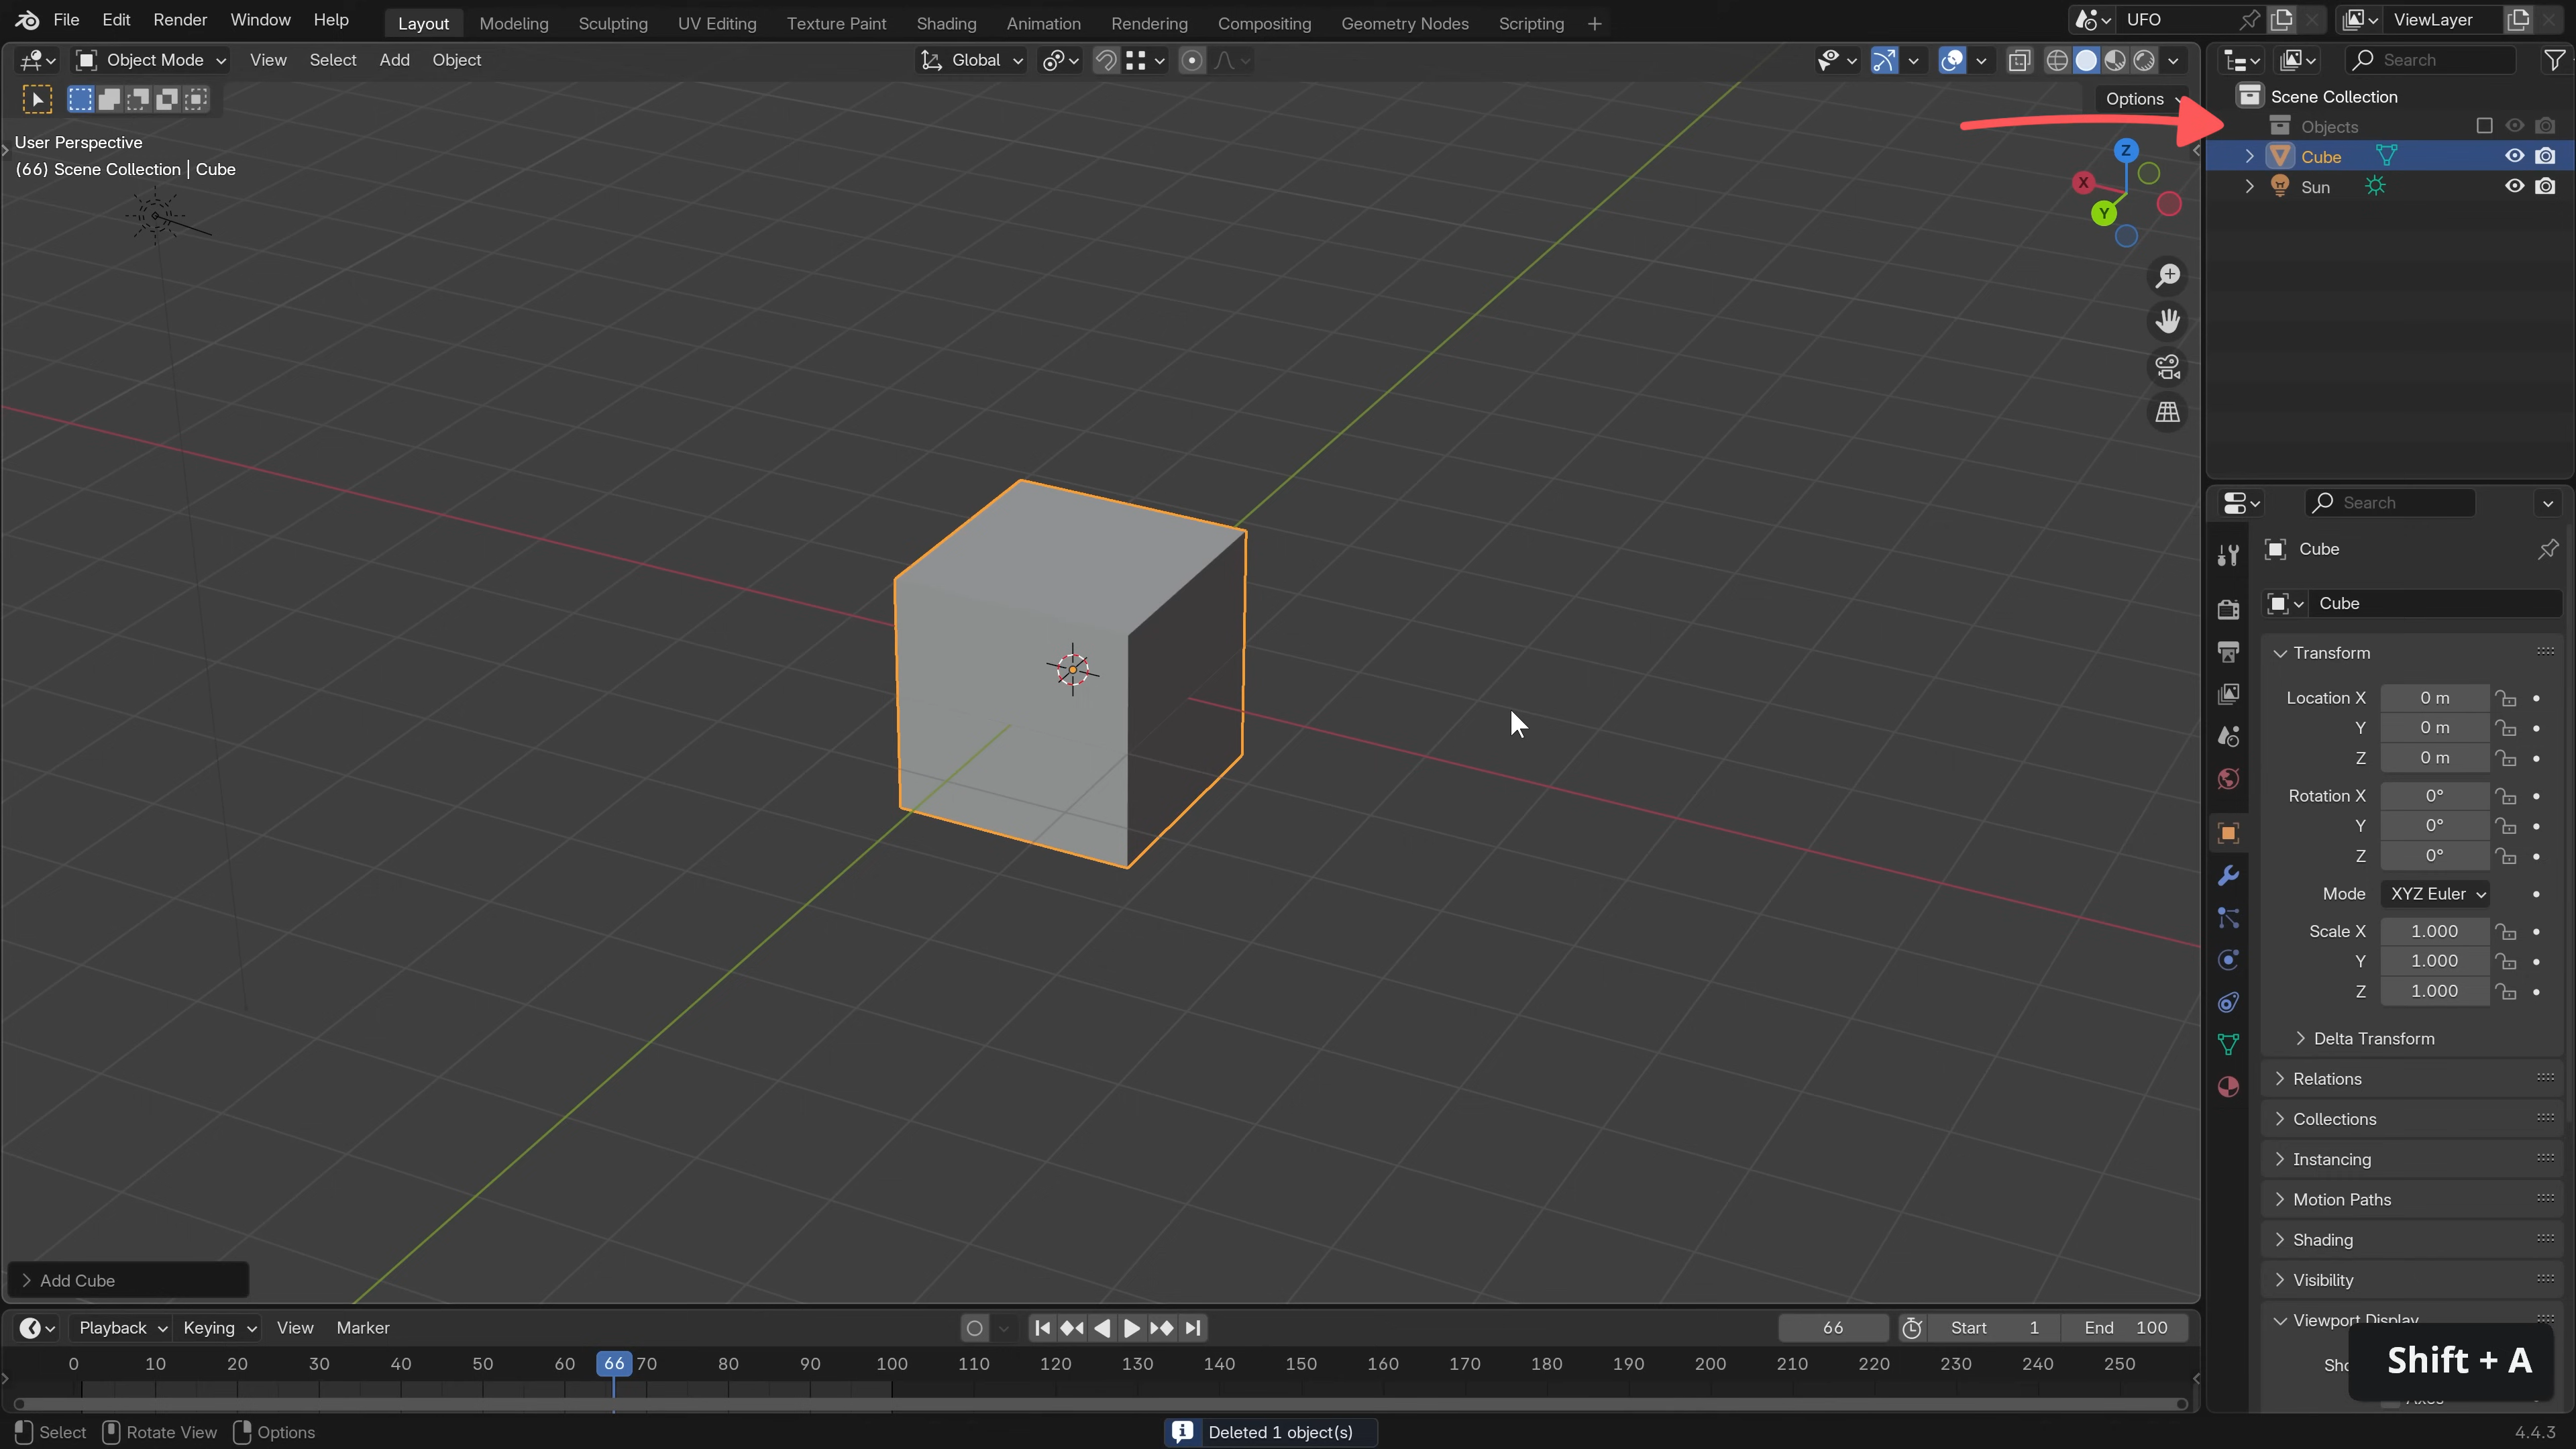 File Edit Render Window Help
Layout Modeling Sculpting UV Editing Texture Paint Shading Animation Rendering Compositing Geometry Nodes Scripting +
UFO
ViewLayer
Object Mode View Select Add Object
Global
Options
User Perspective
(66) Scene Collection | Cube
Z
X
Y
Search
Scene Collection
Objects
Cube
Sun
Search
Cube
Cube
Transform
Location X 0 m
Y 0 m
Z 0 m
Rotation X 0°
Y 0°
Z 0°
Mode XYZ Euler
Scale X 1.000
Y 1.000
Z 1.000
Delta Transform
Relations
Collections
Instancing
Motion Paths
Shading
Visibility
Viewport Display
Shift + A
Add Cube
Playback Keying View Marker
66 Start 1 End 100
0 10 20 30 40 50 60 66 70 80 90 100 110 120 130 140 150 160 170 180 190 200 210 220 230 240 250
Select Rotate View Options
Deleted 1 object(s)
4.4.3